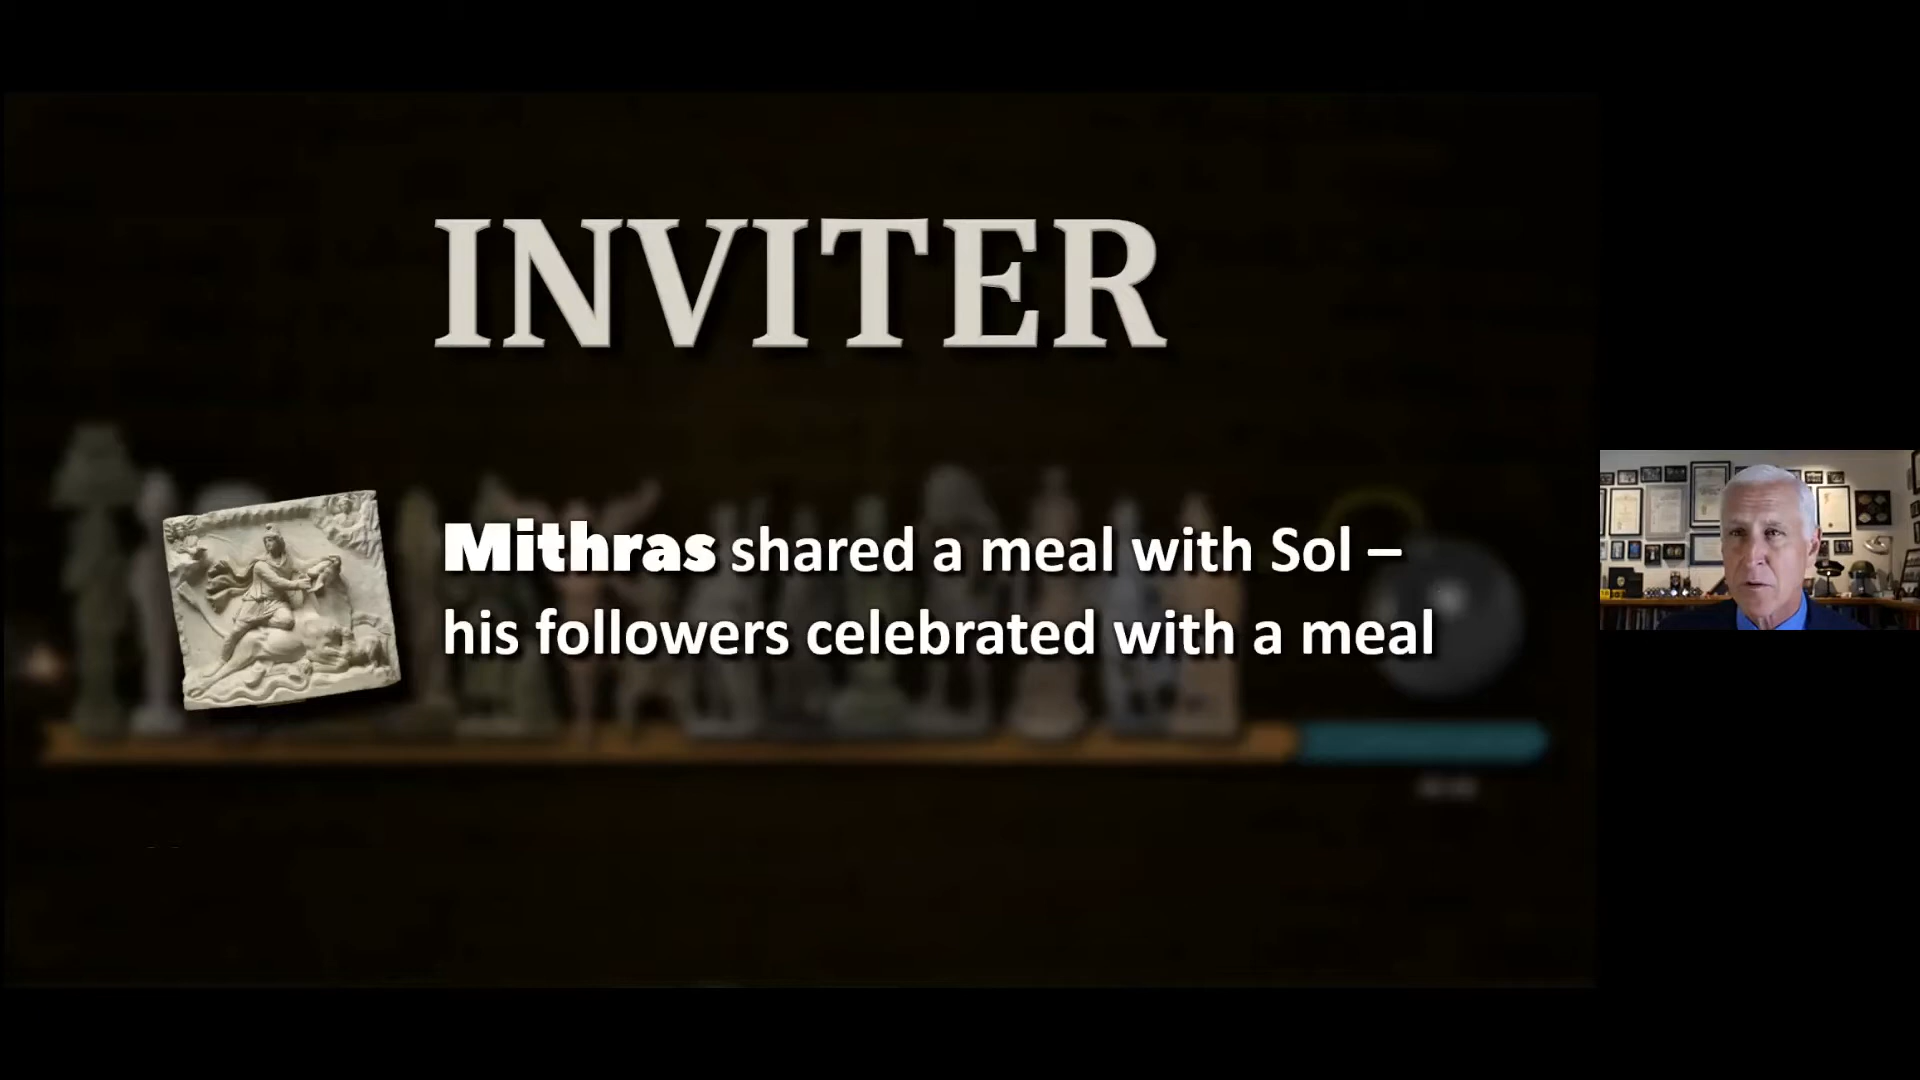 INVITER
Mithras shared a meal with Sol –
his followers celebrated with a meal